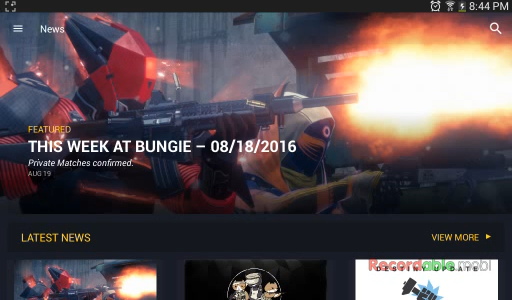 8:44 PM
News
FEATURED
THIS WEEK AT BUNGIE – 08/18/2016
Private Matches confirmed.
AUG 19
LATEST NEWS
VIEW MORE
Recordable.mobi
DESTINY UPDATE